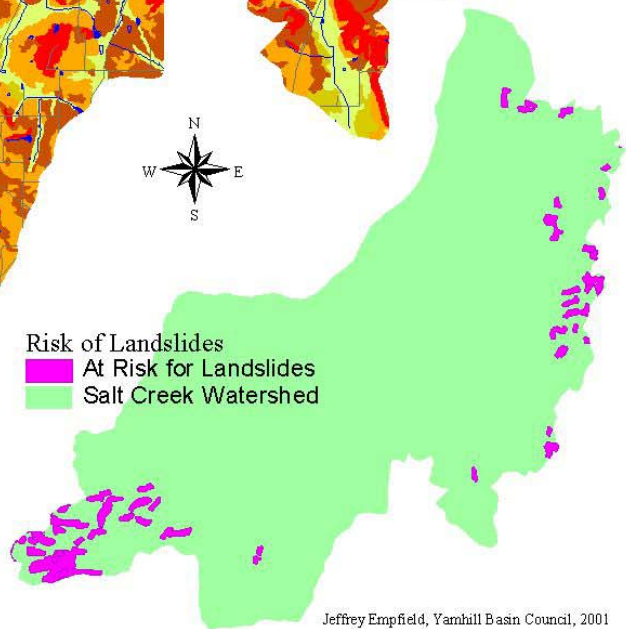 N
W E
S
Risk of Landslides
At Risk for Landslides
Salt Creek Watershed
Jeffrey Empfield, Yamhill Basin Council, 2001